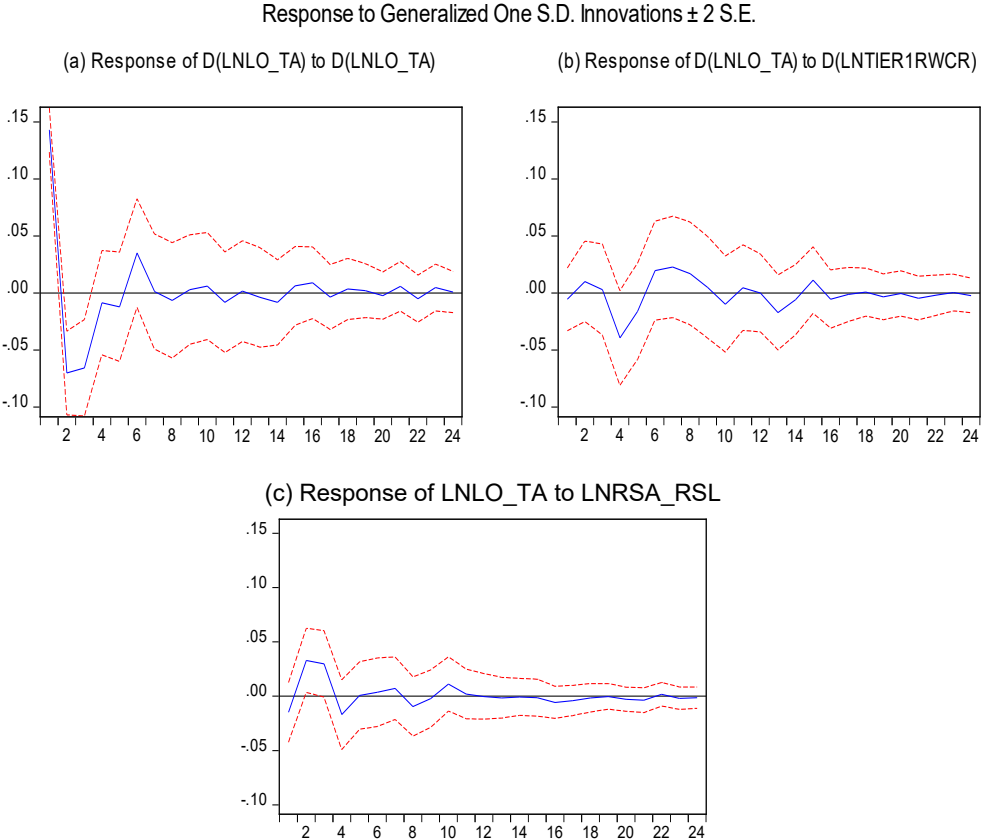 Response to Generalized One S.D. Innovations ± 2 S.E.
(a) Response of D(LNLO_TA) to D(LNLO_TA)
.15
.10
.05
.00
-.05
-.10
2 4 6 8 10 12 14 16 18 20 22 24
(b) Response of D(LNLO_TA) to D(LNTIER1RWCR)
.15
.10
.05
.00
-.05
-.10
2 4 6 8 10 12 14 16 18 20 22 24
(c) Response of LNLO_TA to LNRSA_RSL
.15
.10
.05
.00
-.05
-.10
2 4 6 8 10 12 14 16 18 20 22 24